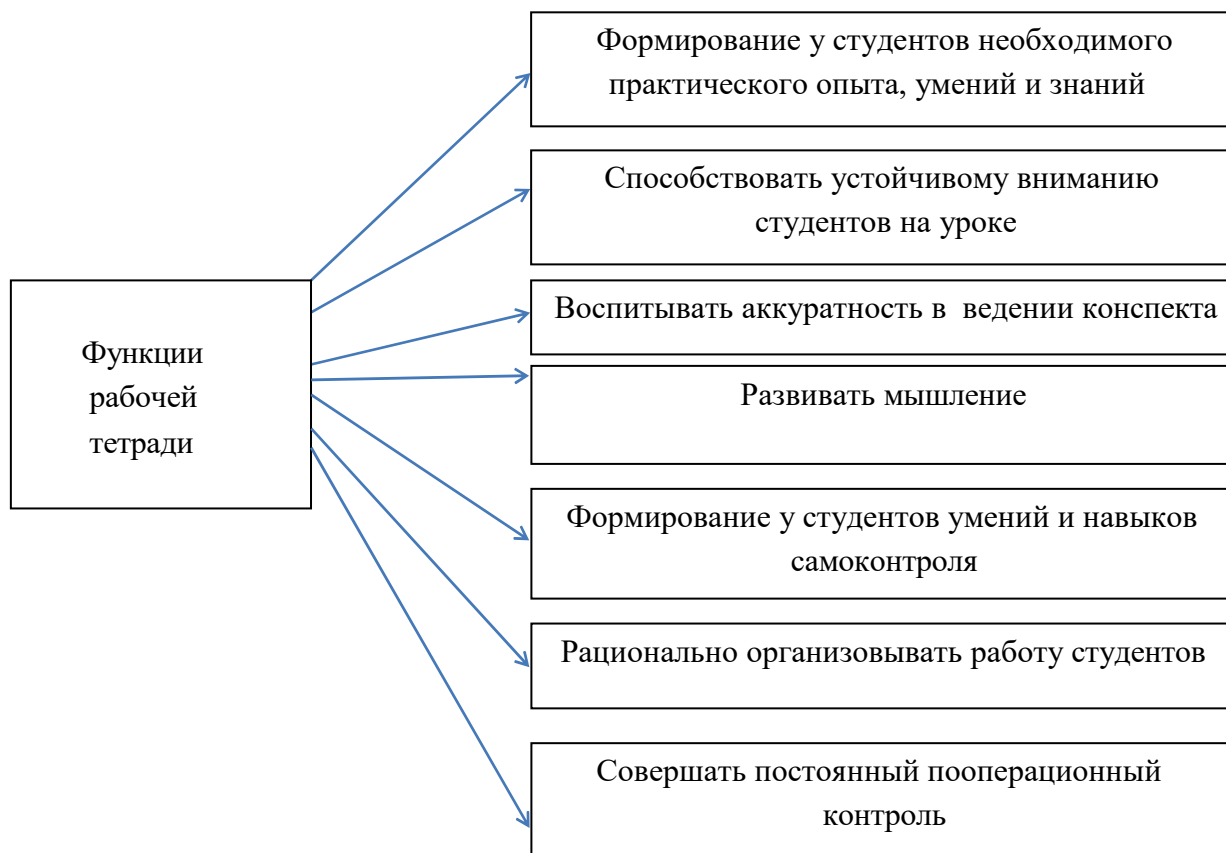 Функции
рабочей
тетради
Формирование у студентов необходимого
практического опыта, умений и знаний
Способствовать устойчивому вниманию
студентов на уроке
Воспитывать аккуратность в ведении конспекта
Развивать мышление
Формирование у студентов умений и навыков
самоконтроля
Рационально организовывать работу студентов
Совершать постоянный пооперационный
контроль